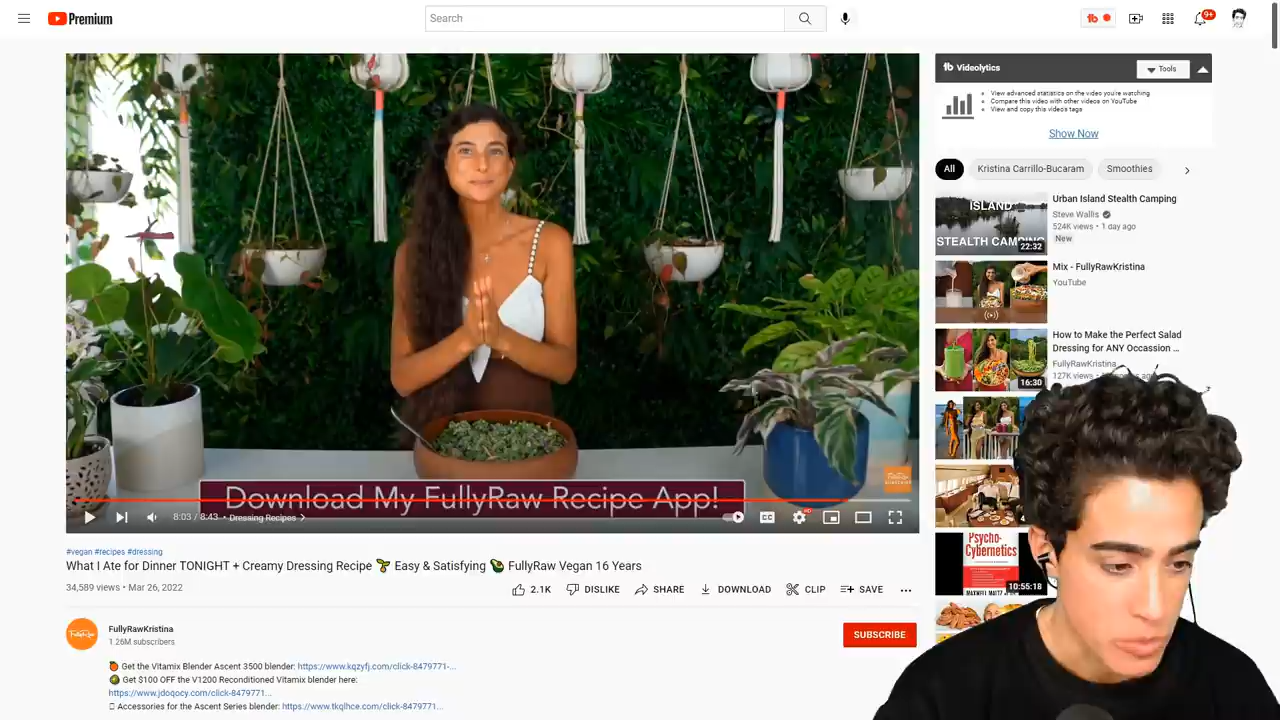 Premium
Search
9+
Download My FullyRaw Recipe App!
8:03 / 8:43 • Dressing Recipes
CC
HD
#vegan #recipes #dressing
What I Ate for Dinner TONIGHT + Creamy Dressing Recipe 🌱 Easy & Satisfying 🥑 FullyRaw Vegan 16 Years
34,589 views • Mar 26, 2022
2.1K DISLIKE SHARE DOWNLOAD CLIP SAVE
FullyRawKristina
1.26M subscribers
SUBSCRIBE
Get the Vitamix Blender Ascent 3500 blender: https://www.kqzyfj.com/click-8479771-...
Get $100 OFF the V1200 Reconditioned Vitamix blender here:
https://www.jdoqocy.com/click-8479771...
Accessories for the Ascent Series blender: https://www.tkqlhce.com/click-8479771...
tb Videolytics
Tools
View advanced statistics on the video you're watching
Compare this video with other videos on YouTube
View and copy this video's tags
Show Now
All Kristina Carrillo-Bucaram Smoothies
ISLAND
STEALTH CAMPING
22:32
Urban Island Stealth Camping
Steve Wallis
524K views • 1 day ago
New
Mix - FullyRawKristina
YouTube
16:30
How to Make the Perfect Salad
Dressing for ANY Occassion ...
FullyRawKristina
127K views
Psycho-
Cybernetics
10:55:18